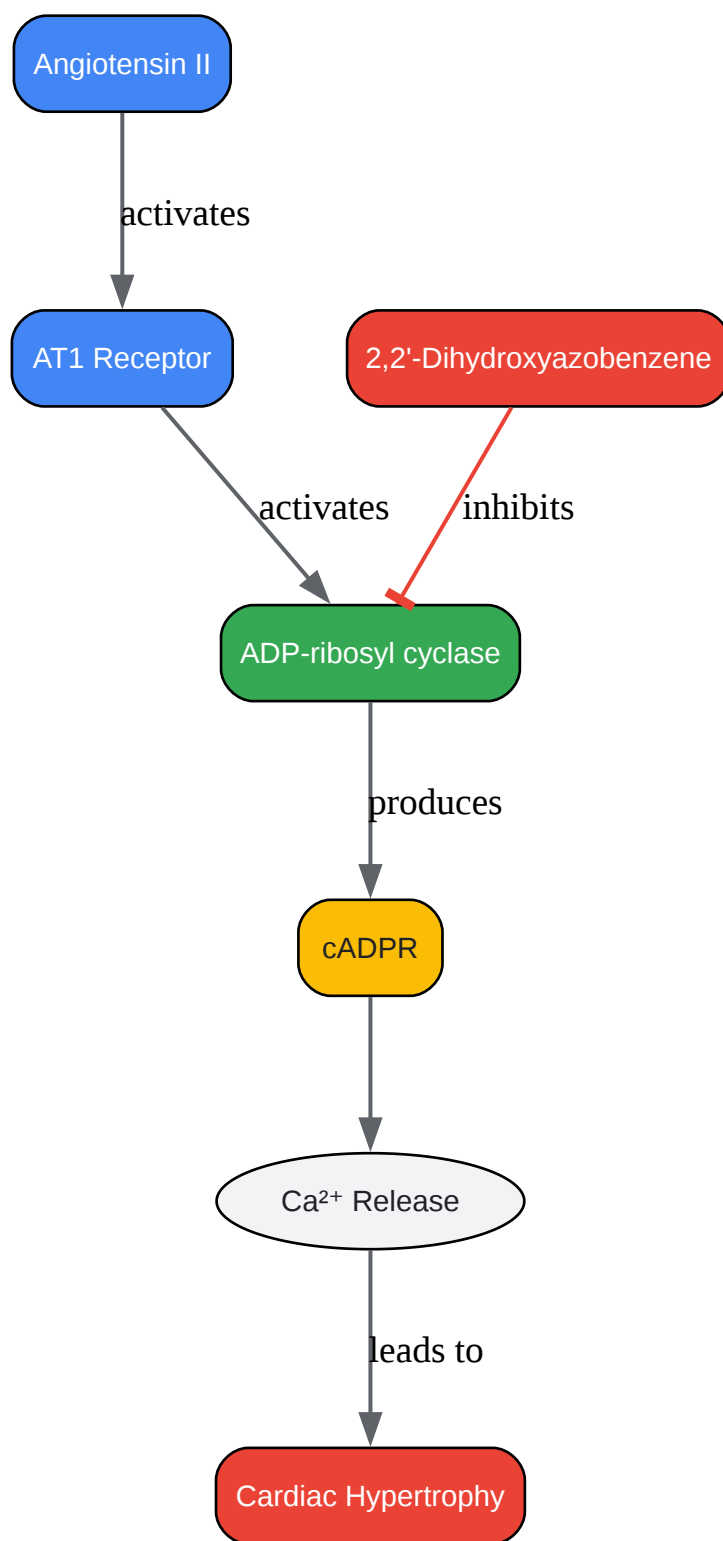 Angiotensin II
activates
AT1 Receptor
2,2'-Dihydroxyazobenzene
activates
inhibits
ADP-ribosyl cyclase
produces
cADPR
Ca²⁺ Release
leads to
Cardiac Hypertrophy